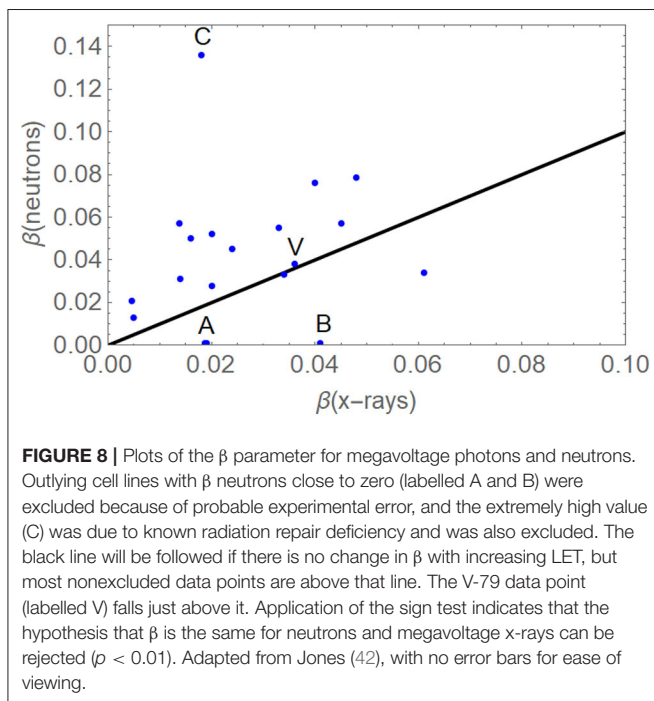 C
0.14
0.12
0.10
0.08
0.06
0.04
0.02
0.00
β(neutrons)
V
A
B
0.00 0.02 0.04 0.06 0.08 0.10
β(x−rays)
FIGURE 8 | Plots of the β parameter for megavoltage photons and neutrons.
Outlying cell lines with β neutrons close to zero (labelled A and B) were
excluded because of probable experimental error, and the extremely high value
(C) was due to known radiation repair deficiency and was also excluded. The
black line will be followed if there is no change in β with increasing LET, but
most nonexcluded data points are above that line. The V-79 data point
(labelled V) falls just above it. Application of the sign test indicates that the
hypothesis that β is the same for neutrons and megavoltage x-rays can be
rejected (p < 0.01). Adapted from Jones (42), with no error bars for ease of
viewing.